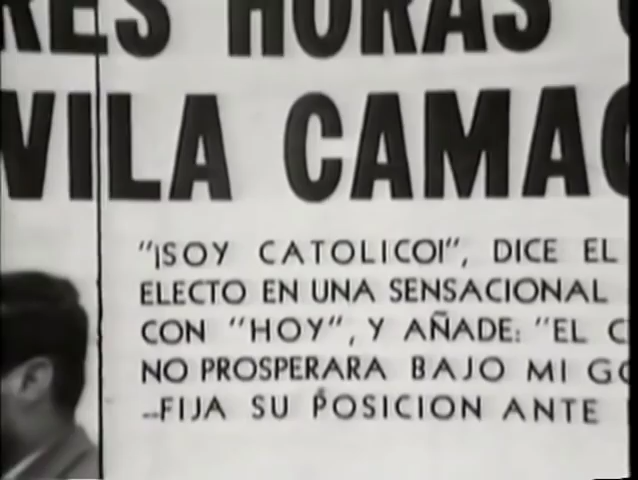 RES HORAS
VILA CAMAC
"¡SOY CATOLICO!", DICE EL
ELECTO EN UNA SENSACIONAL
CON "HOY", Y AÑADE: "EL C
NO PROSPERARA BAJO MI GO
--FIJA SU POSICION ANTE